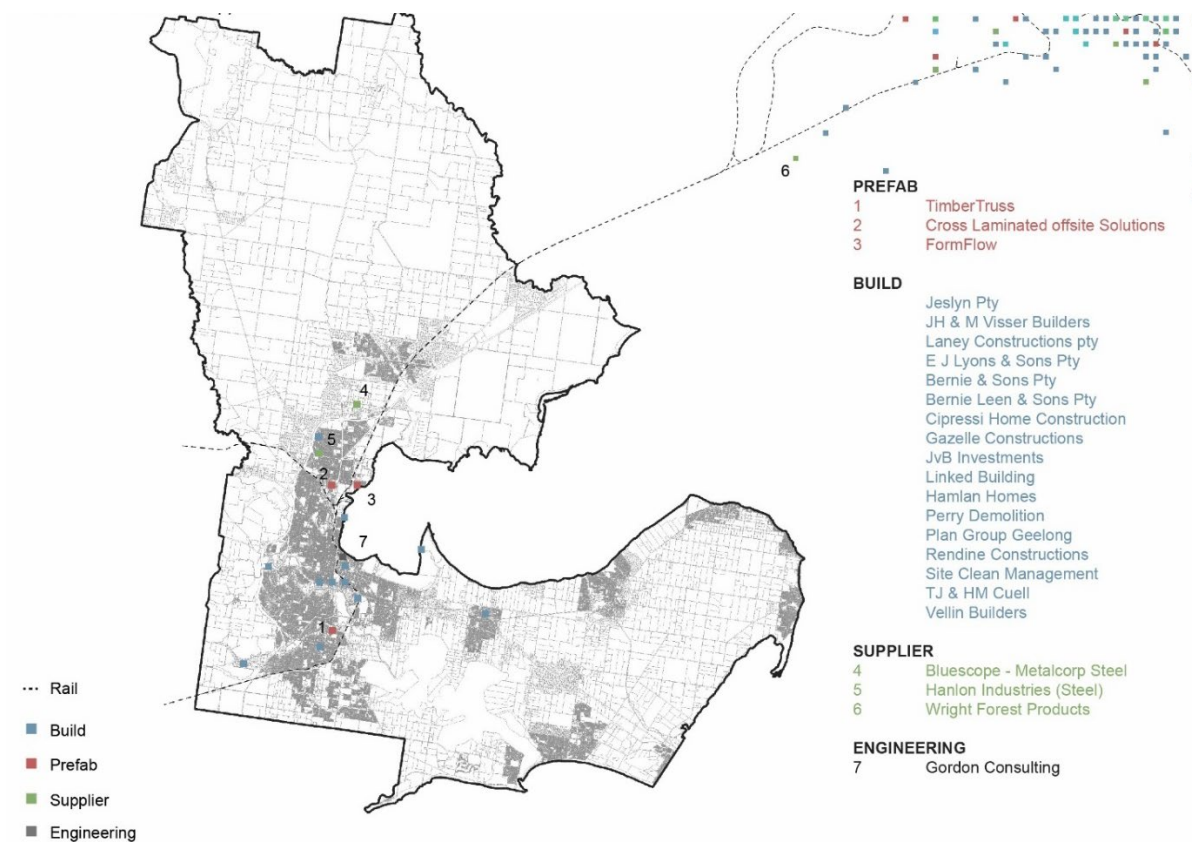 6
PREFAB
1 TimberTruss
2 Cross Laminated offsite Solutions
3 FormFlow
BUILD
Jeslyn Pty
JH & M Visser Builders
Laney Constructions pty
E J Lyons & Sons Pty
Bernie & Sons Pty
Bernie Leen & Sons Pty
Cipressi Home Construction
Gazelle Constructions
JvB Investments
Linked Building
Hamlan Homes
Perry Demolition
Plan Group Geelong
Rendine Constructions
Site Clean Management
TJ & HM Cuell
Vellin Builders
SUPPLIER
4 Bluescope - Metalcorp Steel
5 Hanlon Industries (Steel)
6 Wright Forest Products
ENGINEERING
7 Gordon Consulting
4
5
2
3
7
1
Rail
Build
Prefab
Supplier
Engineering